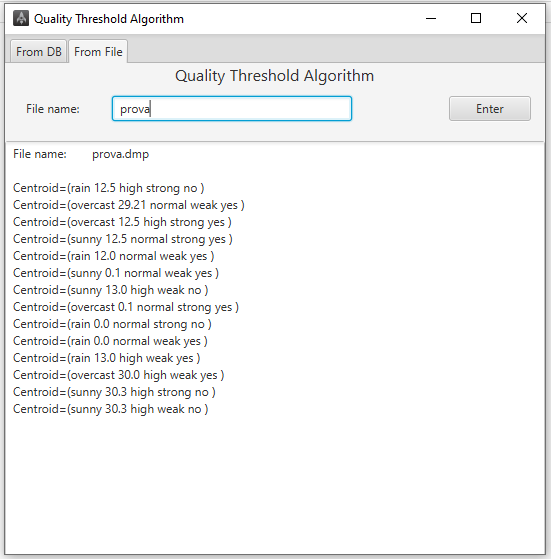 Quality Threshold Algorithm
From DB From File
Quality Threshold Algorithm
File name: prova Enter
File name: prova.dmp
Centroid=(rain 12.5 high strong no )
Centroid=(overcast 29.21 normal weak yes )
Centroid=(overcast 12.5 high strong yes )
Centroid=(sunny 12.5 normal strong yes )
Centroid=(rain 12.0 normal weak yes )
Centroid=(sunny 0.1 normal weak yes )
Centroid=(sunny 13.0 high weak no )
Centroid=(overcast 0.1 normal strong yes )
Centroid=(rain 0.0 normal strong no )
Centroid=(rain 0.0 normal weak yes )
Centroid=(rain 13.0 high weak yes )
Centroid=(overcast 30.0 high weak yes )
Centroid=(sunny 30.3 high strong no )
Centroid=(sunny 30.3 high weak no )